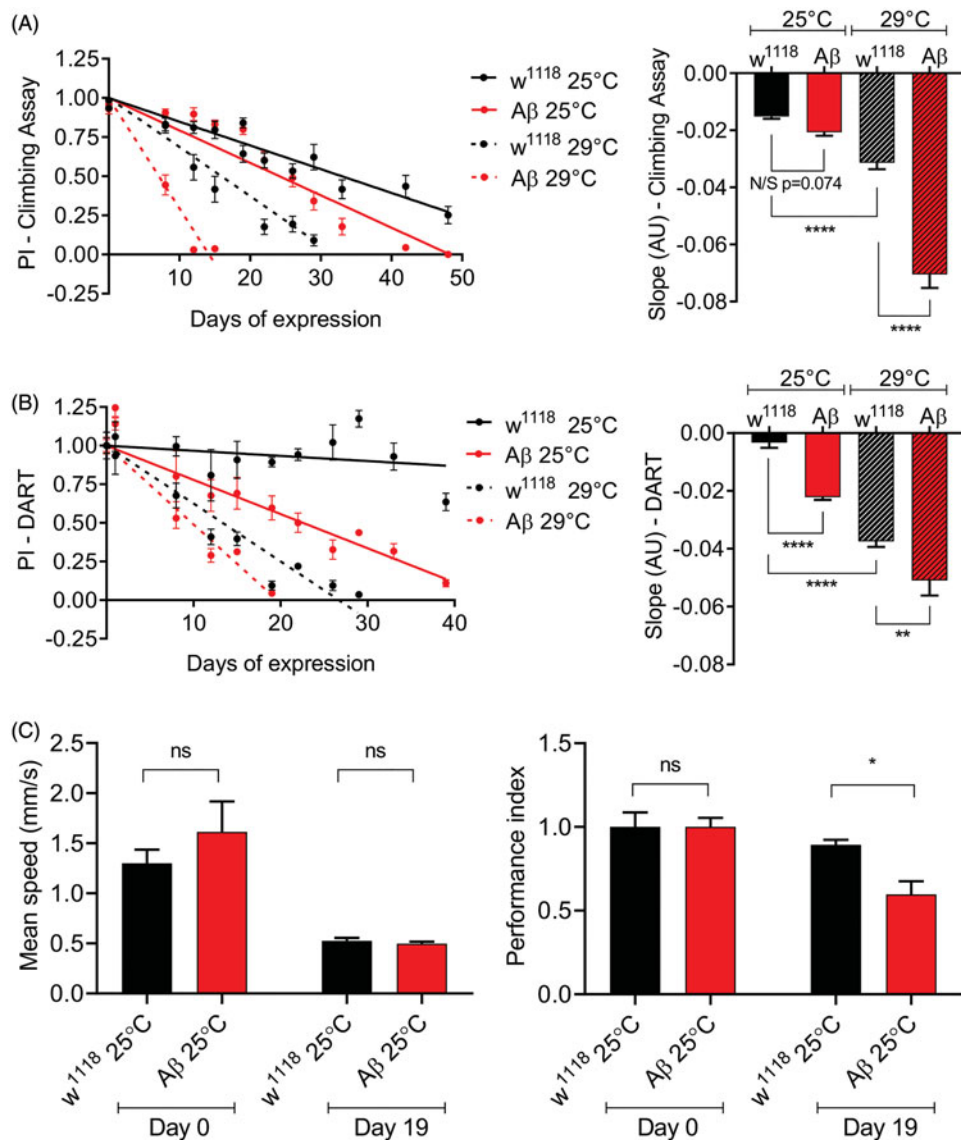 (A)
PI - Climbing Assay
1.25
1.00
0.75
0.50
0.25
0.00
-0.25
10 20 30 40 50
Days of expression
w¹¹¹⁸ 25°C
Aβ 25°C
w¹¹¹⁸ 29°C
Aβ 29°C
25°C 29°C
w¹¹¹⁸ Aβ w¹¹¹⁸ Aβ
Slope (AU) – Climbing Assay
0.00
-0.02
-0.04
-0.06
-0.08
N/S p=0.074
****
****
(B)
PI - DART
1.25
1.00
0.75
0.50
0.25
0.00
-0.25
10 20 30 40
Days of expression
w¹¹¹⁸ 25°C
Aβ 25°C
w¹¹¹⁸ 29°C
Aβ 29°C
25°C 29°C
w¹¹¹⁸ Aβ w¹¹¹⁸ Aβ
Slope (AU) - DART
0.00
-0.02
-0.04
-0.06
-0.08
****
****
**
(C)
Mean speed (mm/s)
2.5
2.0
1.5
1.0
0.5
0.0
ns ns
w¹¹¹⁸ 25°C Aβ 25°C w¹¹¹⁸ 25°C Aβ 25°C
Day 0 Day 19
Performance index
1.5
1.0
0.5
0.0
ns *
w¹¹¹⁸ 25°C Aβ 25°C w¹¹¹⁸ 25°C Aβ 25°C
Day 0 Day 19